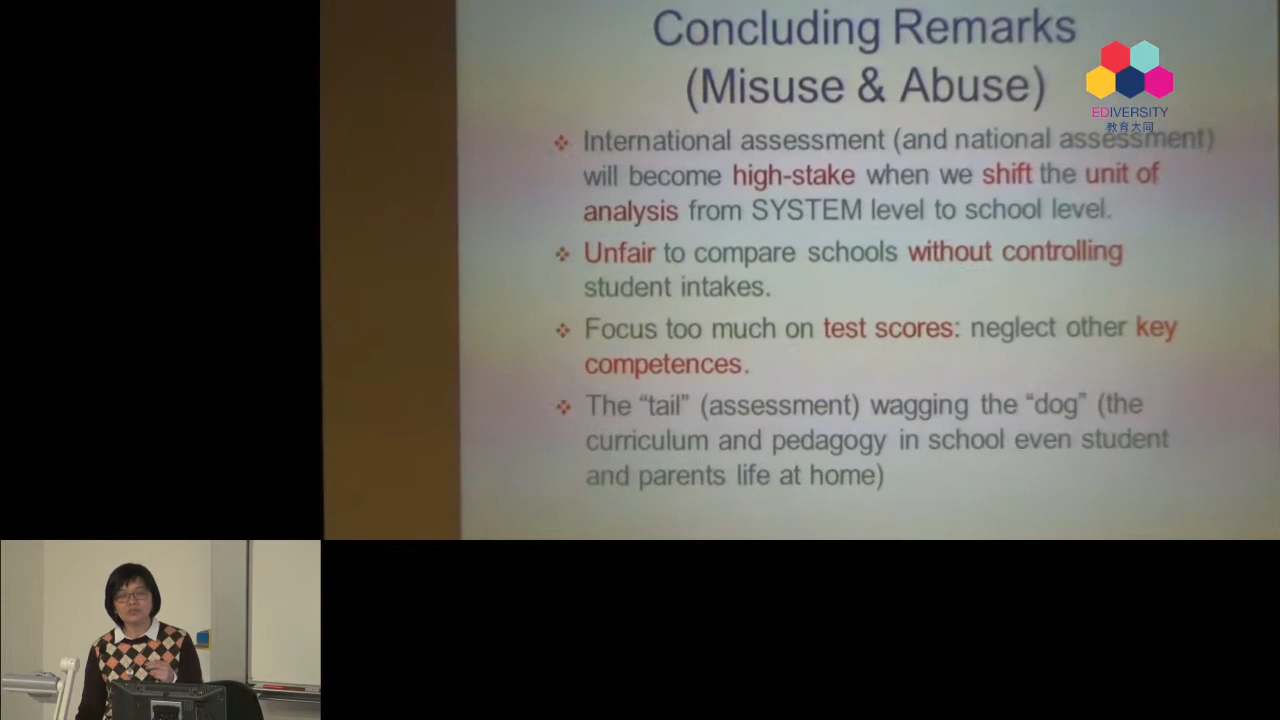 Concluding Remarks
(Misuse & Abuse)
EDIVERSITY
教育大同
International assessment (and national assessment)
will become high-stake when we shift the unit of
analysis from SYSTEM level to school level.
Unfair to compare schools without controlling
student intakes.
Focus too much on test scores: neglect other key
competences.
The “tail” (assessment) wagging the “dog” (the
curriculum and pedagogy in school even student
and parents life at home)